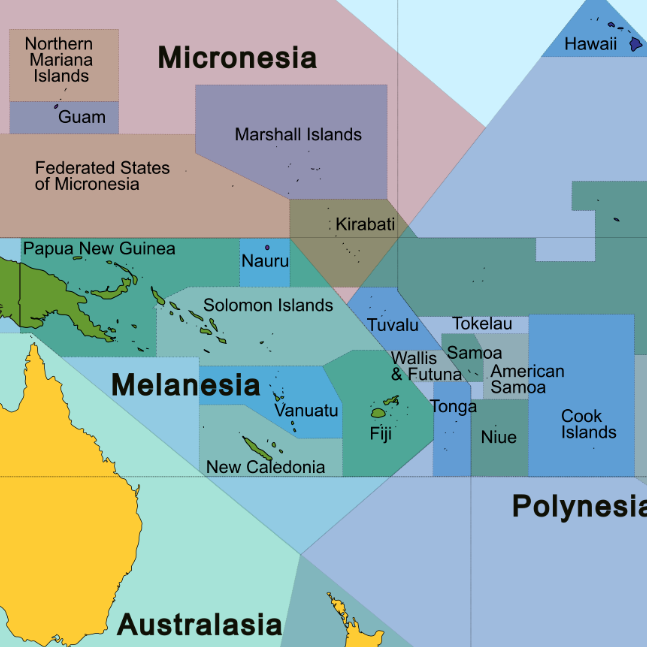 Northern
Mariana
Islands
Micronesia
Hawaii
Guam
Marshall Islands
Federated States
of Micronesia
Kirabati
Papua New Guinea
Nauru
Solomon Islands
Tuvalu
Tokelau
Wallis
& Futuna
Samoa
American
Samoa
Melanesia
Vanuatu
Fiji
Tonga
Niue
Cook
Islands
New Caledonia
Polynesia
Australasia